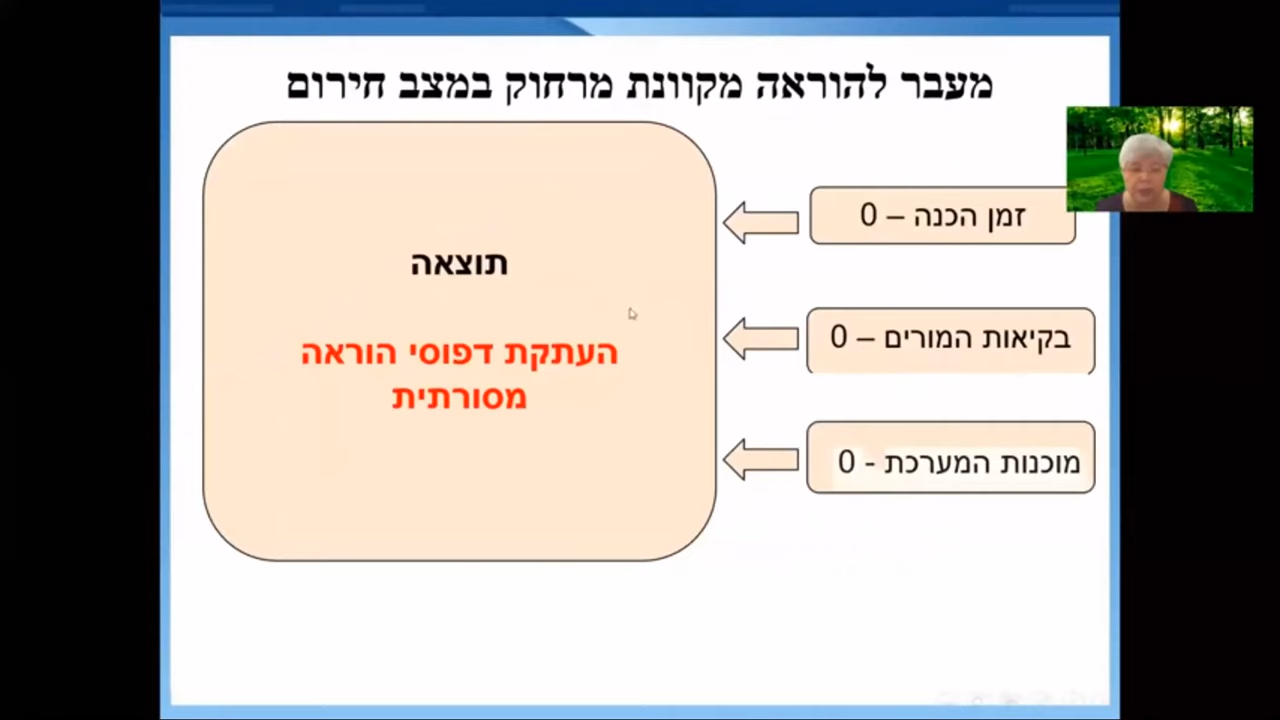 מעבר להוראה מקוונת מרחוק במצב חירום
זמן הכנה – 0
בקיאות המורים – 0
מוכנות המערכת - 0
תוצאה
העתקת דפוסי הוראה
מסורתית